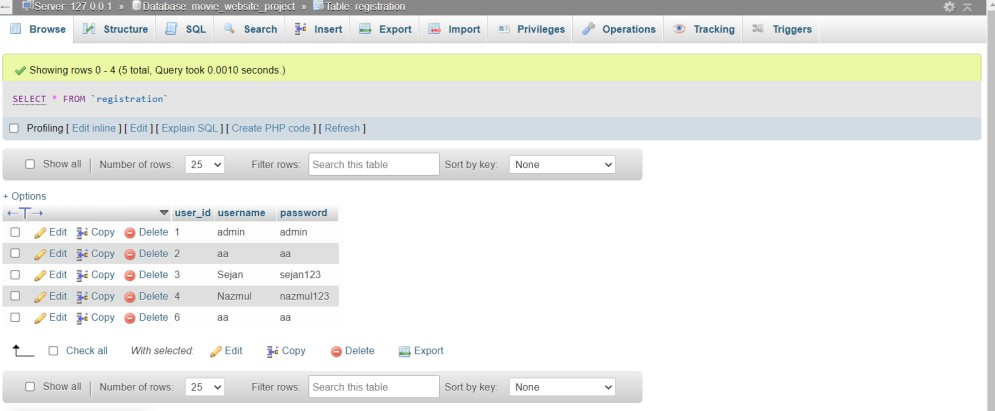 Server: 127.0.0.1 » Database: movie_website_project » Table: registration
Browse Structure SQL Search Insert Export Import Privileges Operations Tracking Triggers
Showing rows 0 - 4 (5 total, Query took 0.0010 seconds.)
SELECT * FROM `registration`
Profiling [ Edit inline ] [ Edit ] [ Explain SQL ] [ Create PHP code ] [ Refresh ]
Show all Number of rows: 25 Filter rows: Search this table Sort by key: None
+ Options
←T→ user_id username password
Edit Copy Delete 1 admin admin
Edit Copy Delete 2 aa aa
Edit Copy Delete 3 Sejan sejan123
Edit Copy Delete 4 Nazmul nazmul123
Edit Copy Delete 6 aa aa
Check all With selected: Edit Copy Delete Export
Show all Number of rows: 25 Filter rows: Search this table Sort by key: None